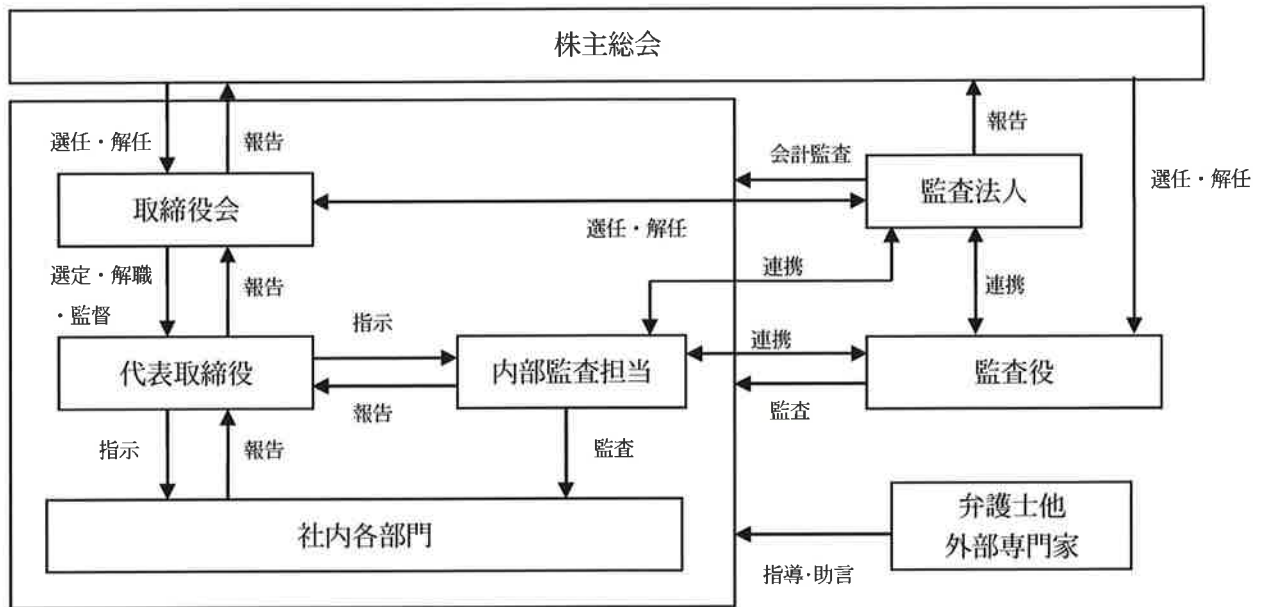 株主総会
選任・解任
報告
報告
会計監査
監査法人
選任・解任
取締役会
選任・解任
選定・解職
・監督
報告
連携
連携
指示
代表取締役
内部監査担当
連携
監査役
報告
監査
指示
報告
監査
社内各部門
弁護士他
外部専門家
指導・助言